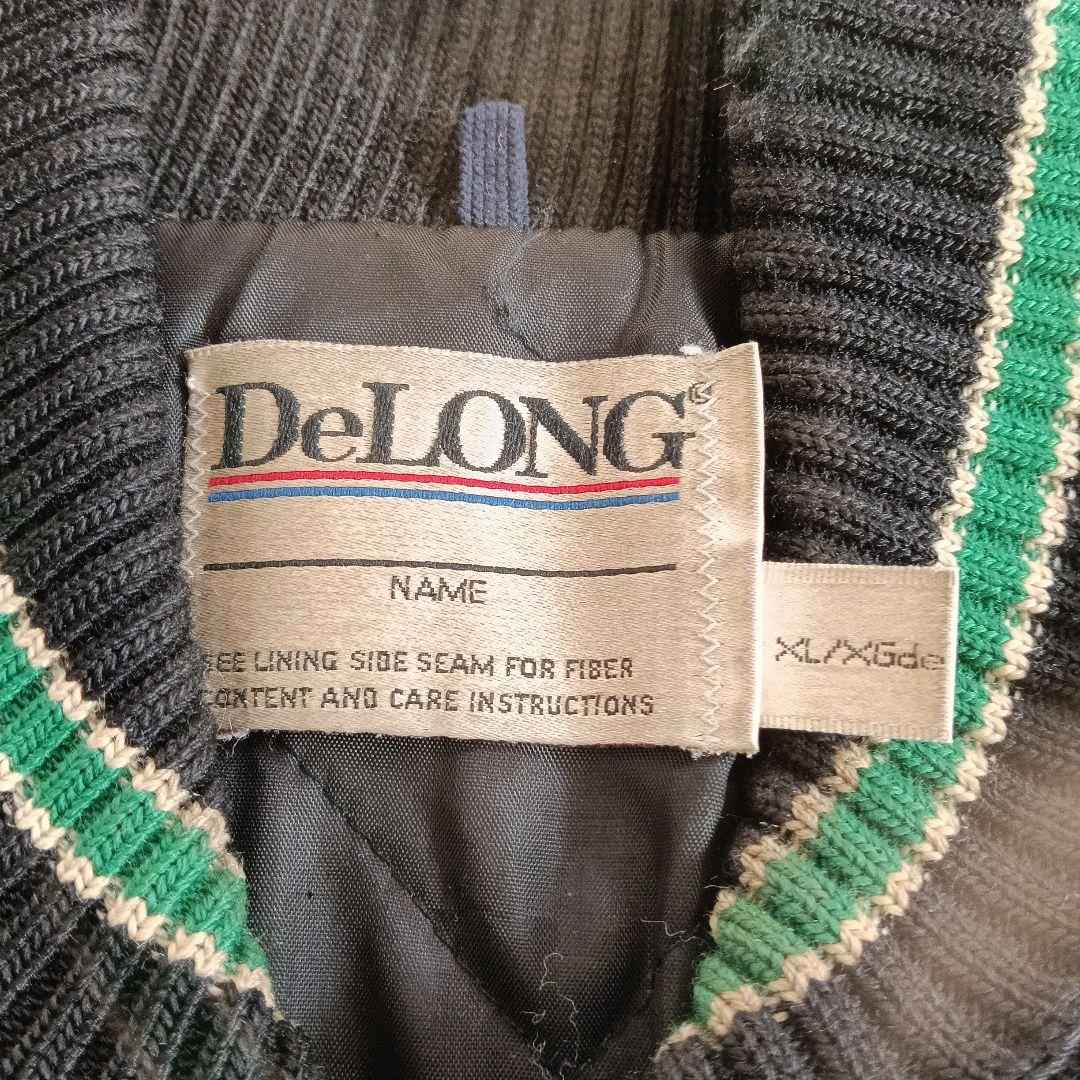 DeLONG®
NAME
SEE LINING SIDE SEAM FOR FIBER
CONTENT AND CARE INSTRUCTIONS
XL/XGde